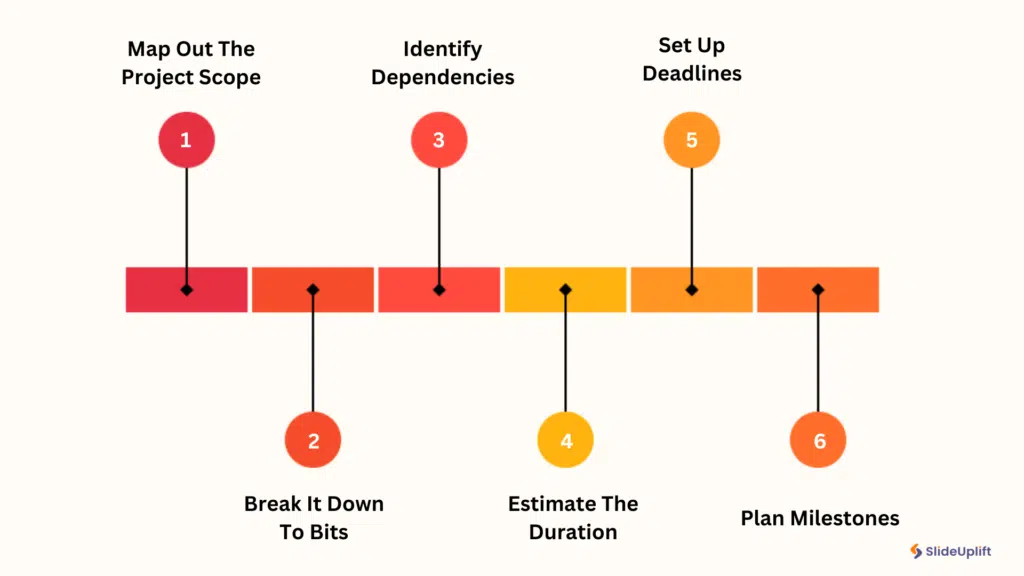 Map Out The
Project Scope
Identify
Dependencies
Set Up
Deadlines
1
3
5
2
4
6
Break It Down
To Bits
Estimate The
Duration
Plan Milestones
SlideUplift